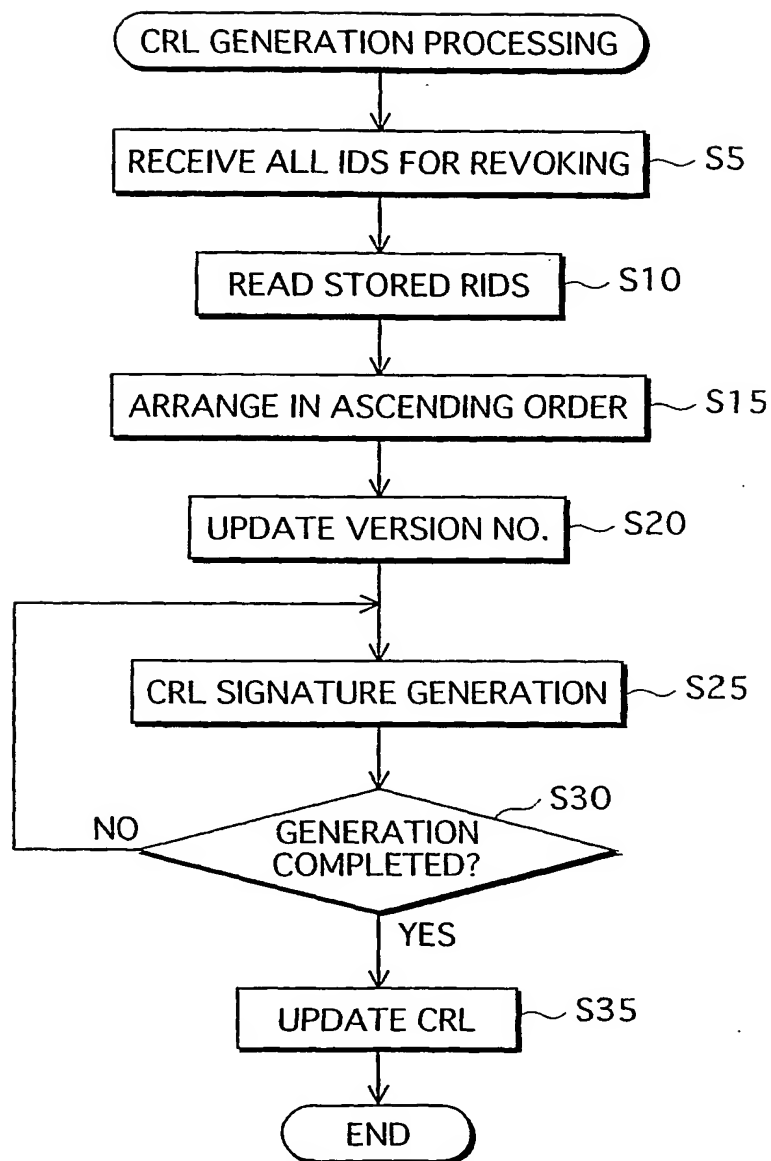 CRL GENERATION PROCESSING
RECEIVE ALL IDS FOR REVOKING
S5
READ STORED RIDS
S10
ARRANGE IN ASCENDING ORDER
S15
UPDATE VERSION NO.
S20
CRL SIGNATURE GENERATION
S25
S30
NO
GENERATION
COMPLETED?
YES
UPDATE CRL
S35
END